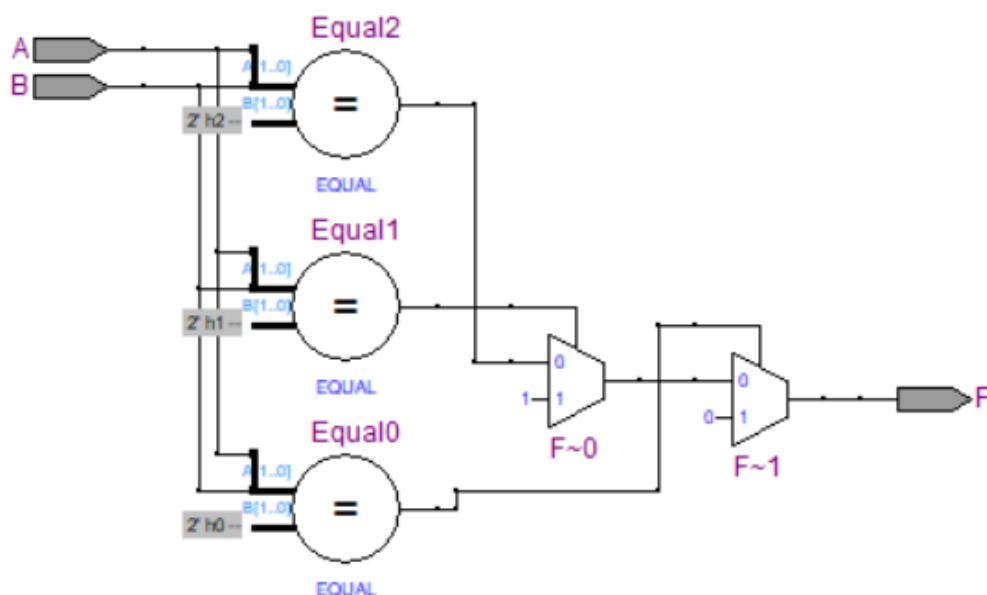 Equal2
A
A[1..0]
B
B[1..0]
=
2' h2 --
EQUAL
Equal1
A[1..0]
B[1..0]
=
2' h1 --
EQUAL
0
1
1
F~0
0
0
1
F~1
F
Equal0
A[1..0]
B[1..0]
=
2' h0 --
EQUAL